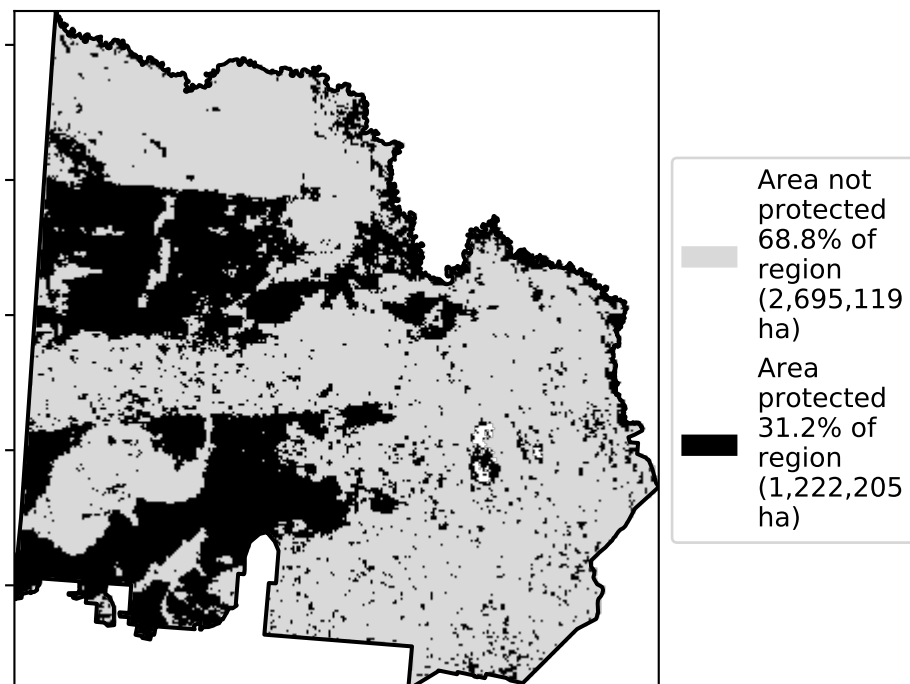 Area not
protected
68.8% of
region
(2,695,119
ha)
Area
protected
31.2% of
region
(1,222,205
ha)